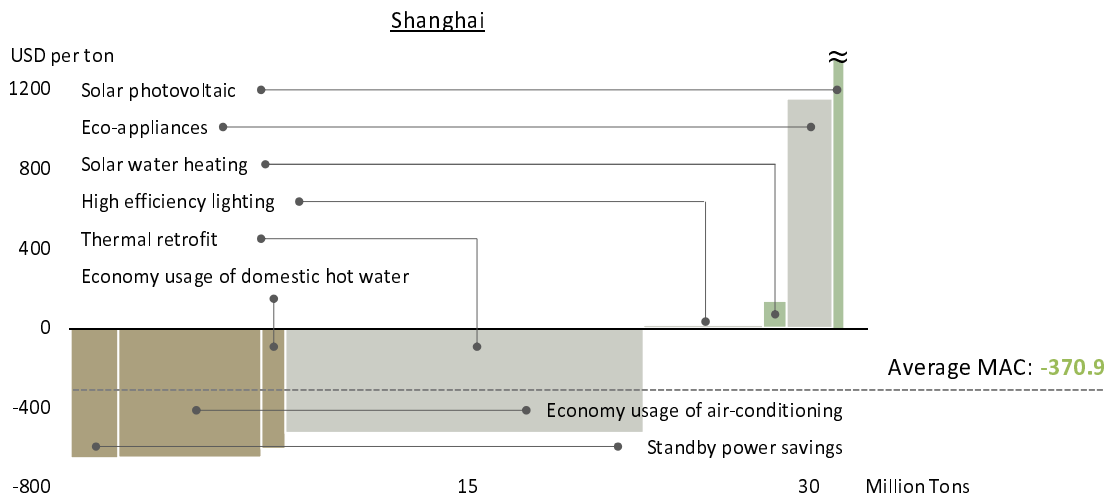 Shanghai
USD per ton
1200
Solar photovoltaic
Eco-appliances
800
Solar water heating
High efficiency lighting
400
Thermal retrofit
Economy usage of domestic hot water
0
Average MAC: -370.9
-400
Economy usage of air-conditioning
Standby power savings
-800
15
30
Million Tons